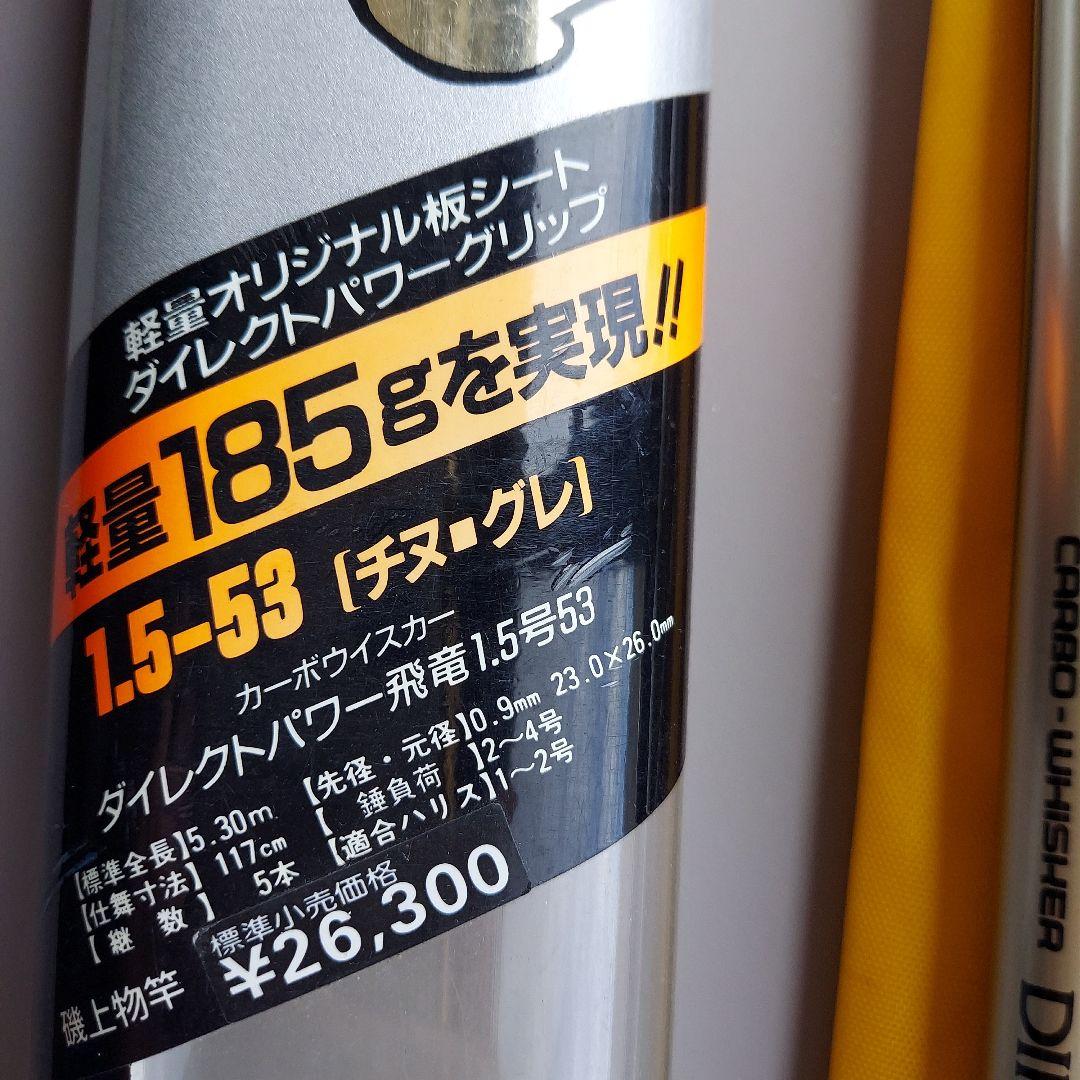 軽量オリジナル板シート
ダイレクトパワーグリップ
軽量185gを実現!!
1.5-53 [チヌ■グレ]
カーボウイスカー
ダイレクトパワー飛竜1.5号53
【標準全長】5.30m 【先径・元径】0.9mm 23.0×26.0mm
【仕舞寸法】117cm 【錘負荷】2〜4号
【継数】5本 【適合ハリス】1〜2号
標準小売価格
磯上物竿 ¥26,300
CARBO-WHISKER